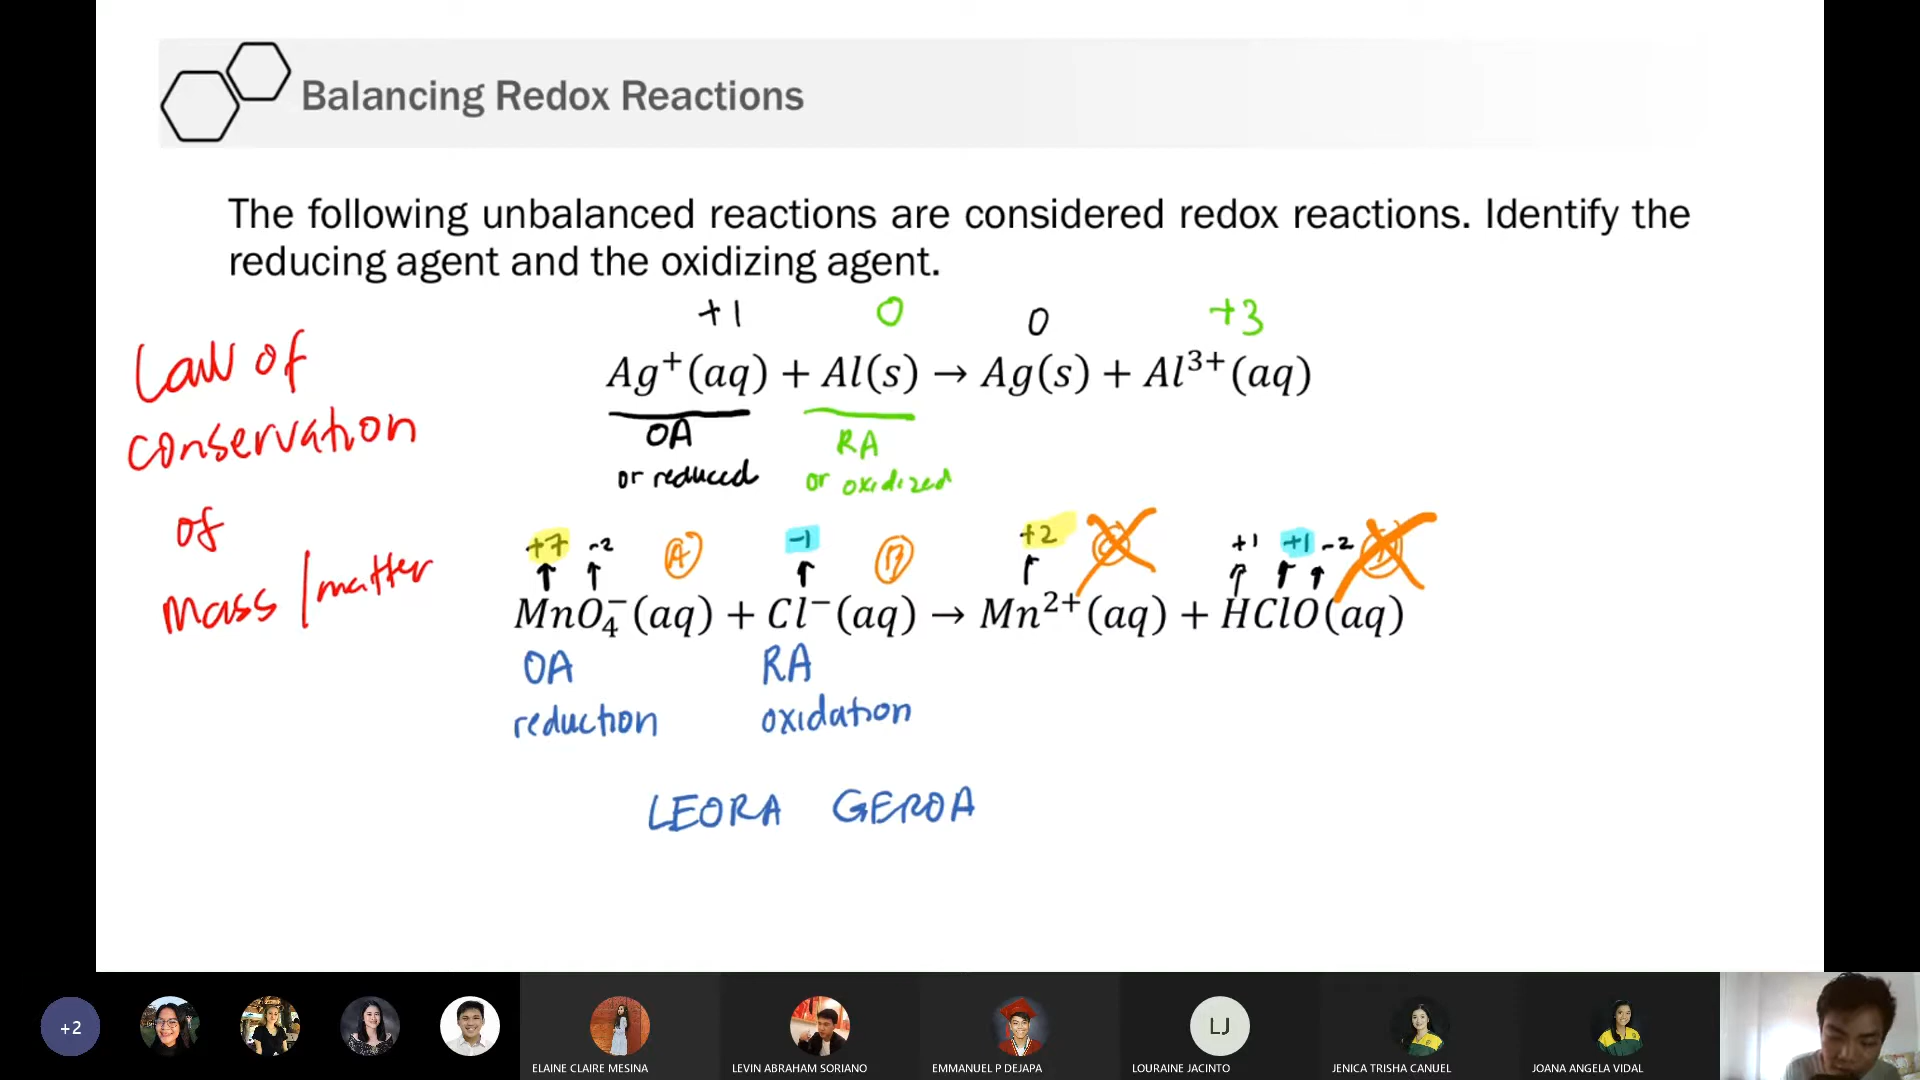 Balancing Redox Reactions
The following unbalanced reactions are considered redox reactions. Identify the
reducing agent and the oxidizing agent.
+1 0 0 +3
Ag⁺(aq) + Al(s) → Ag(s) + Al³⁺(aq)
OA RA
or reduced or oxidized
Law of
conservation
of
mass/matter
+7 -2 A -1 +2 +1 +1 -2
MnO₄⁻(aq) + Cl⁻(aq) → Mn²⁺(aq) + HClO(aq)
OA RA
reduction oxidation
LEORA GEROA
+2
LJ
ELAINE CLAIRE MESINA
LEVIN ABRAHAM SORIANO
EMMANUEL P DEJAPA
LOURAINE JACINTO
JENICA TRISHA CANUEL
JOANA ANGELA VIDAL